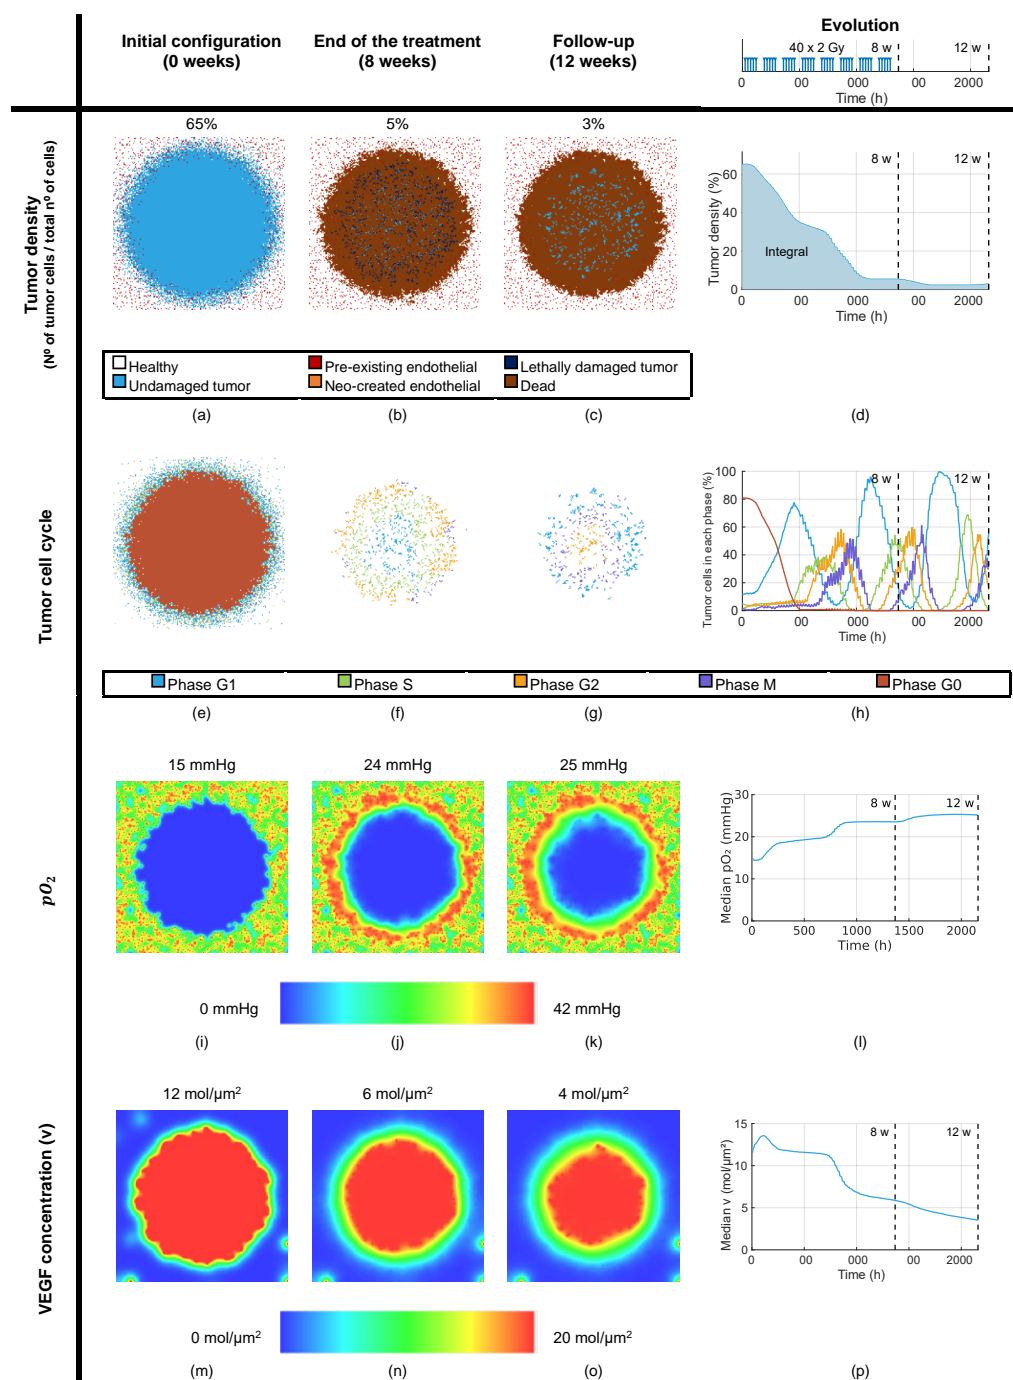 Initial configuration
(0 weeks)
End of the treatment
(8 weeks)
Follow-up
(12 weeks)
Evolution
40 x 2 Gy
8 w
12 w
0
00
000
00
2000
Time (h)
Tumor density
(Nº of tumor cells / total nº of cells)
65%
5%
3%
Tumor density (%)
60
40
20
0
8 w
12 w
Integral
0
00
000
00
2000
Time (h)
Healthy
Pre-existing endothelial
Lethally damaged tumor
Undamaged tumor
Neo-created endothelial
Dead
(a)
(b)
(c)
(d)
Tumor cell cycle
Tumor cells in each phase (%)
100
80
60
40
20
0
8 w
12 w
0
00
000
00
2000
Time (h)
Phase G1
Phase S
Phase G2
Phase M
Phase G0
(e)
(f)
(g)
(h)
pO₂
15 mmHg
24 mmHg
25 mmHg
Median pO₂ (mmHg)
30
20
10
0
8 w
12 w
0
500
1000
1500
2000
Time (h)
0 mmHg
42 mmHg
(i)
(j)
(k)
(l)
VEGF concentration (v)
12 mol/µm²
6 mol/µm²
4 mol/µm²
Median v (mol/µm²)
15
10
5
0
8 w
12 w
0
00
000
00
2000
Time (h)
0 mol/µm²
20 mol/µm²
(m)
(n)
(o)
(p)